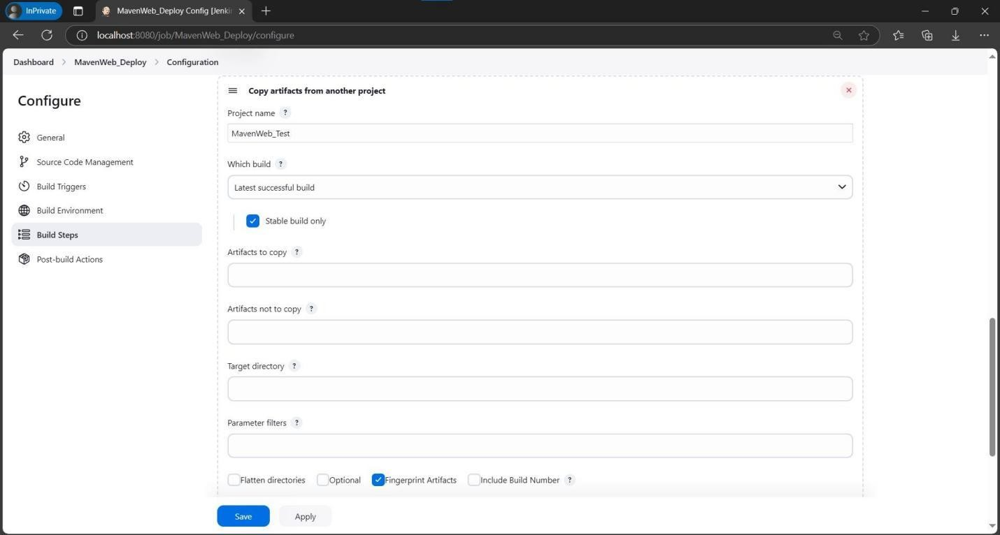 InPrivate
MavenWeb_Deploy Config [Jenki
localhost:8080/job/MavenWeb_Deploy/configure
Dashboard > MavenWeb_Deploy > Configuration
Configure
General
Source Code Management
Build Triggers
Build Environment
Build Steps
Post-build Actions
Copy artifacts from another project
Project name ?
MavenWeb_Test
Which build ?
Latest successful build
Stable build only
Artifacts to copy ?
Artifacts not to copy ?
Target directory ?
Parameter filters ?
Flatten directories Optional Fingerprint Artifacts Include Build Number ?
Save Apply